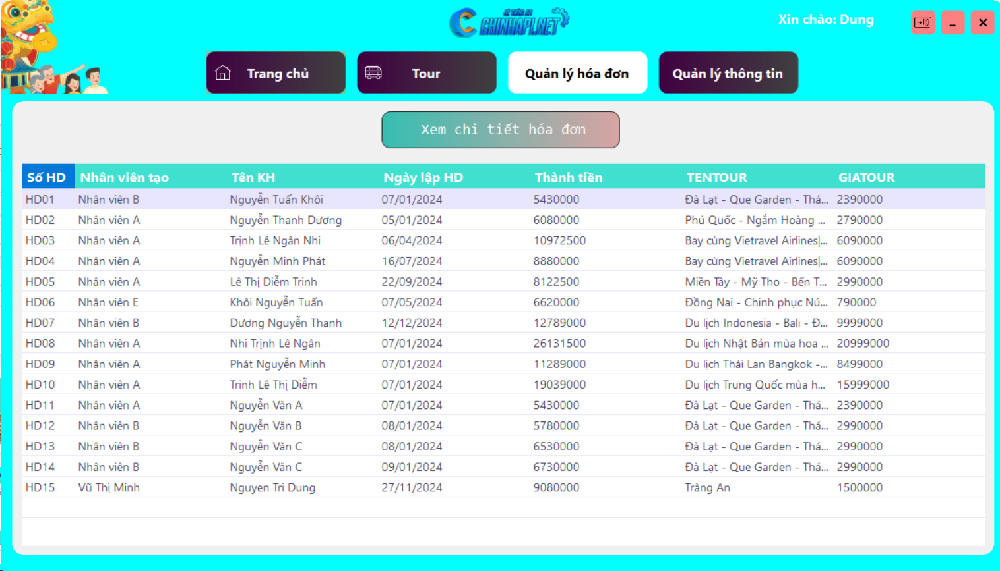 CHINHAPI.NET
Xin chào: Dung
Trang chủ
Tour
Quản lý hóa đơn
Quản lý thông tin
Xem chi tiết hóa đơn
Số HD Nhân viên tạo Tên KH Ngày lập HD Thành tiền TENTOUR GIATOUR
HD01 Nhân viên B Nguyễn Tuấn Khôi 07/01/2024 5430000 Đà Lạt - Que Garden - Thá... 2390000
HD02 Nhân viên A Nguyễn Thanh Dương 05/01/2024 6080000 Phú Quốc - Ngắm Hoàng ... 2790000
HD03 Nhân viên A Trịnh Lê Ngân Nhi 06/04/2024 10972500 Bay cùng Vietravel Airlines|... 6090000
HD04 Nhân viên A Nguyễn Minh Phát 16/07/2024 8880000 Bay cùng Vietravel Airlines|... 6090000
HD05 Nhân viên A Lê Thị Diễm Trinh 22/09/2024 8122500 Miền Tây - Mỹ Tho - Bến T... 2990000
HD06 Nhân viên E Khôi Nguyễn Tuấn 07/05/2024 6620000 Đồng Nai - Chinh phục Nú... 790000
HD07 Nhân viên B Dương Nguyễn Thanh 12/12/2024 12789000 Du lịch Indonesia - Bali - Đ... 9999000
HD08 Nhân viên A Nhi Trịnh Lê Ngân 07/01/2024 26131500 Du lịch Nhật Bản mùa hoa ... 20999000
HD09 Nhân viên A Phát Nguyễn Minh 07/01/2024 11289000 Du lịch Thái Lan Bangkok -... 8499000
HD10 Nhân viên A Trinh Lê Thị Diễm 07/01/2024 19039000 Du lịch Trung Quốc mùa h... 15999000
HD11 Nhân viên A Nguyễn Văn A 07/01/2024 5430000 Đà Lạt - Que Garden - Thá... 2390000
HD12 Nhân viên B Nguyễn Văn B 08/01/2024 5780000 Đà Lạt - Que Garden - Thá... 2990000
HD13 Nhân viên B Nguyễn Văn C 08/01/2024 6530000 Đà Lạt - Que Garden - Thá... 2990000
HD14 Nhân viên B Nguyễn Văn C 09/01/2024 6730000 Đà Lạt - Que Garden - Thá... 2990000
HD15 Vũ Thị Minh Nguyen Tri Dung 27/11/2024 9080000 Tràng An 1500000